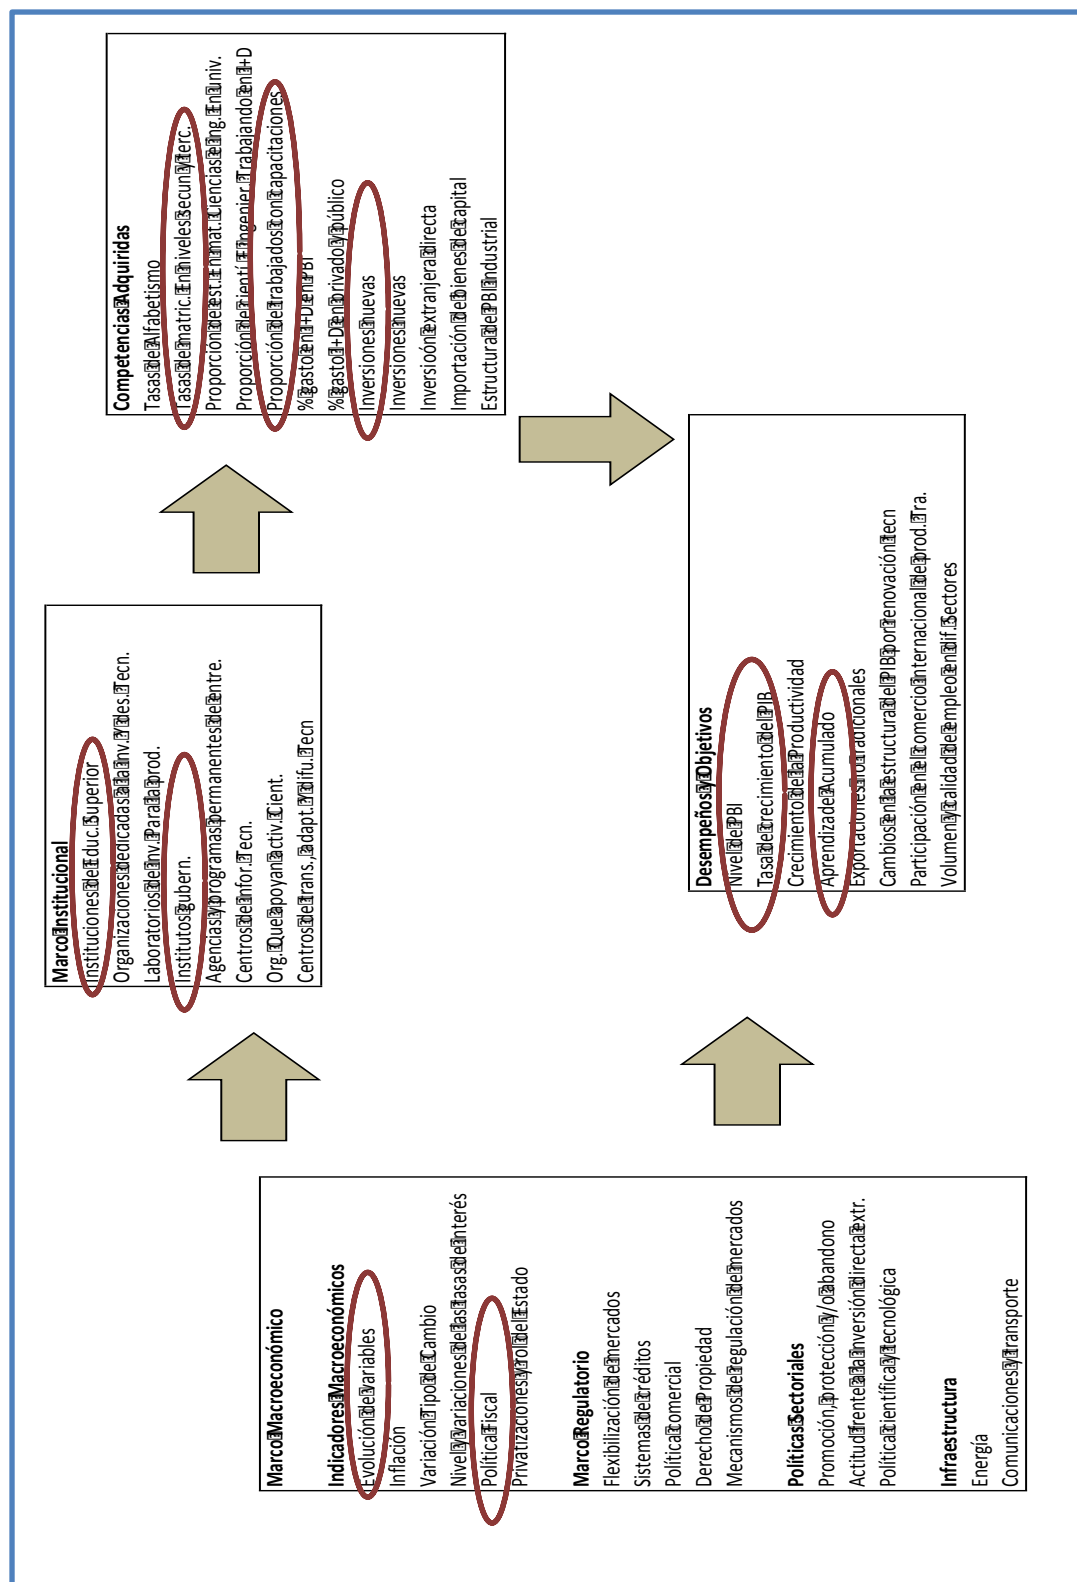 Marco Macroeconómico
Indicadores Macroeconómicos
Evolución de Variables
Inflación
Variación Tipo de Cambio
Nivel y variaciones de las tasas de interés
Política Fiscal
Privatizaciones y rol del Estado
Marco Regulatorio
Flexibilización de mercados
Sistemas de créditos
Política comercial
Derecho de Propiedad
Mecanismos de regulación de mercados
Políticas Sectoriales
Promoción, protección y/o abandono
Actitud frente a la inversión directa extr.
Política científica y tecnológica
Infraestructura
Energía
Comunicaciones y transporte
Marco Institucional
Instituciones de Educ. Superior
Organizaciones dedicadas a la inv. Y des. Tecn.
Laboratorios de inv. Para la prod.
Institutos gubern.
Agencias y programas permanentes de entre.
Centros de infor. Tecn.
Org. Que apoyan activ. Cient.
Centros de trans., adapt. Y difu. Tecn
Competencias Adquiridas
Tasas de Alfabetismo
Tasas de matric. En niveles Secun y terc.
Proporción de est. En mat. Ciencias e ing. En univ.
Proporción de cientí. E ingenier. Trabajando en I+D
Proporción de trabajados con capacitaciones
% gasto en I+D en PBI
% gasto I+D en privado y público
Inversiones nuevas
Inversiones nuevas
Inversioón extranjera directa
Importación de bienes de capital
Estructura de PBI industrial
Desempeños y Objetivos
Nivel de PBI
Tasa de crecimiento del PIB
Crecimiento de la Productividad
Aprendizade Acumulado
Exportaciones no tradicionales
Cambios en la estructura del PIB por renovación tecn
Participación en el comercio internacional de prod. Tra.
Volumen y calidad de empleo en dif. Sectores